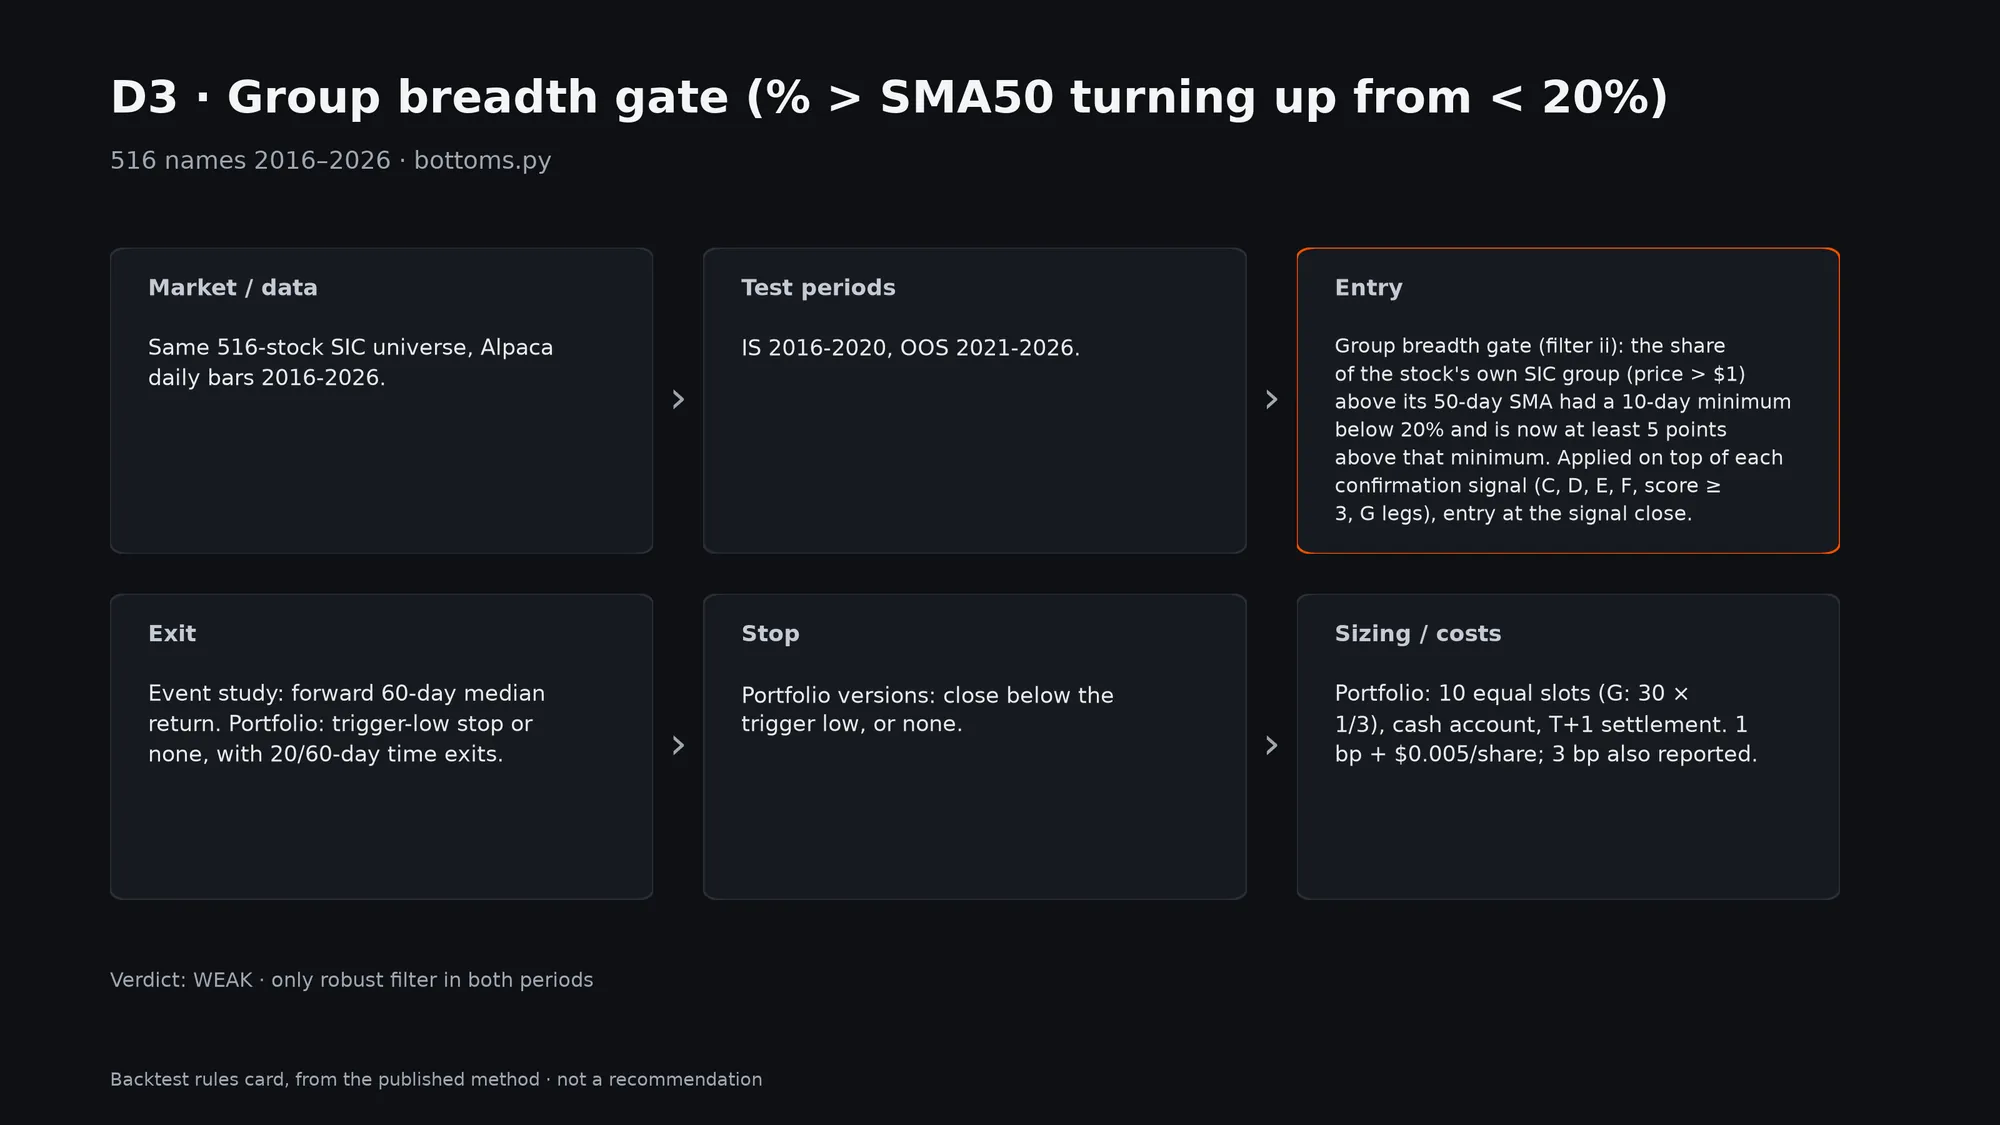 D3 · Group breadth gate (% > SMA50 turning up from < 20%)
516 names 2016–2026 · bottoms.py
Market / data
Same 516-stock SIC universe, Alpaca
daily bars 2016-2026.
›
Test periods
IS 2016-2020, OOS 2021-2026.
›
Entry
Group breadth gate (filter ii): the share
of the stock's own SIC group (price > $1)
above its 50-day SMA had a 10-day minimum
below 20% and is now at least 5 points
above that minimum. Applied on top of each
confirmation signal (C, D, E, F, score ≥
3, G legs), entry at the signal close.
Exit
Event study: forward 60-day median
return. Portfolio: trigger-low stop or
none, with 20/60-day time exits.
›
Stop
Portfolio versions: close below the
trigger low, or none.
›
Sizing / costs
Portfolio: 10 equal slots (G: 30 ×
1/3), cash account, T+1 settlement. 1
bp + $0.005/share; 3 bp also reported.
Verdict: WEAK · only robust filter in both periods
Backtest rules card, from the published method · not a recommendation